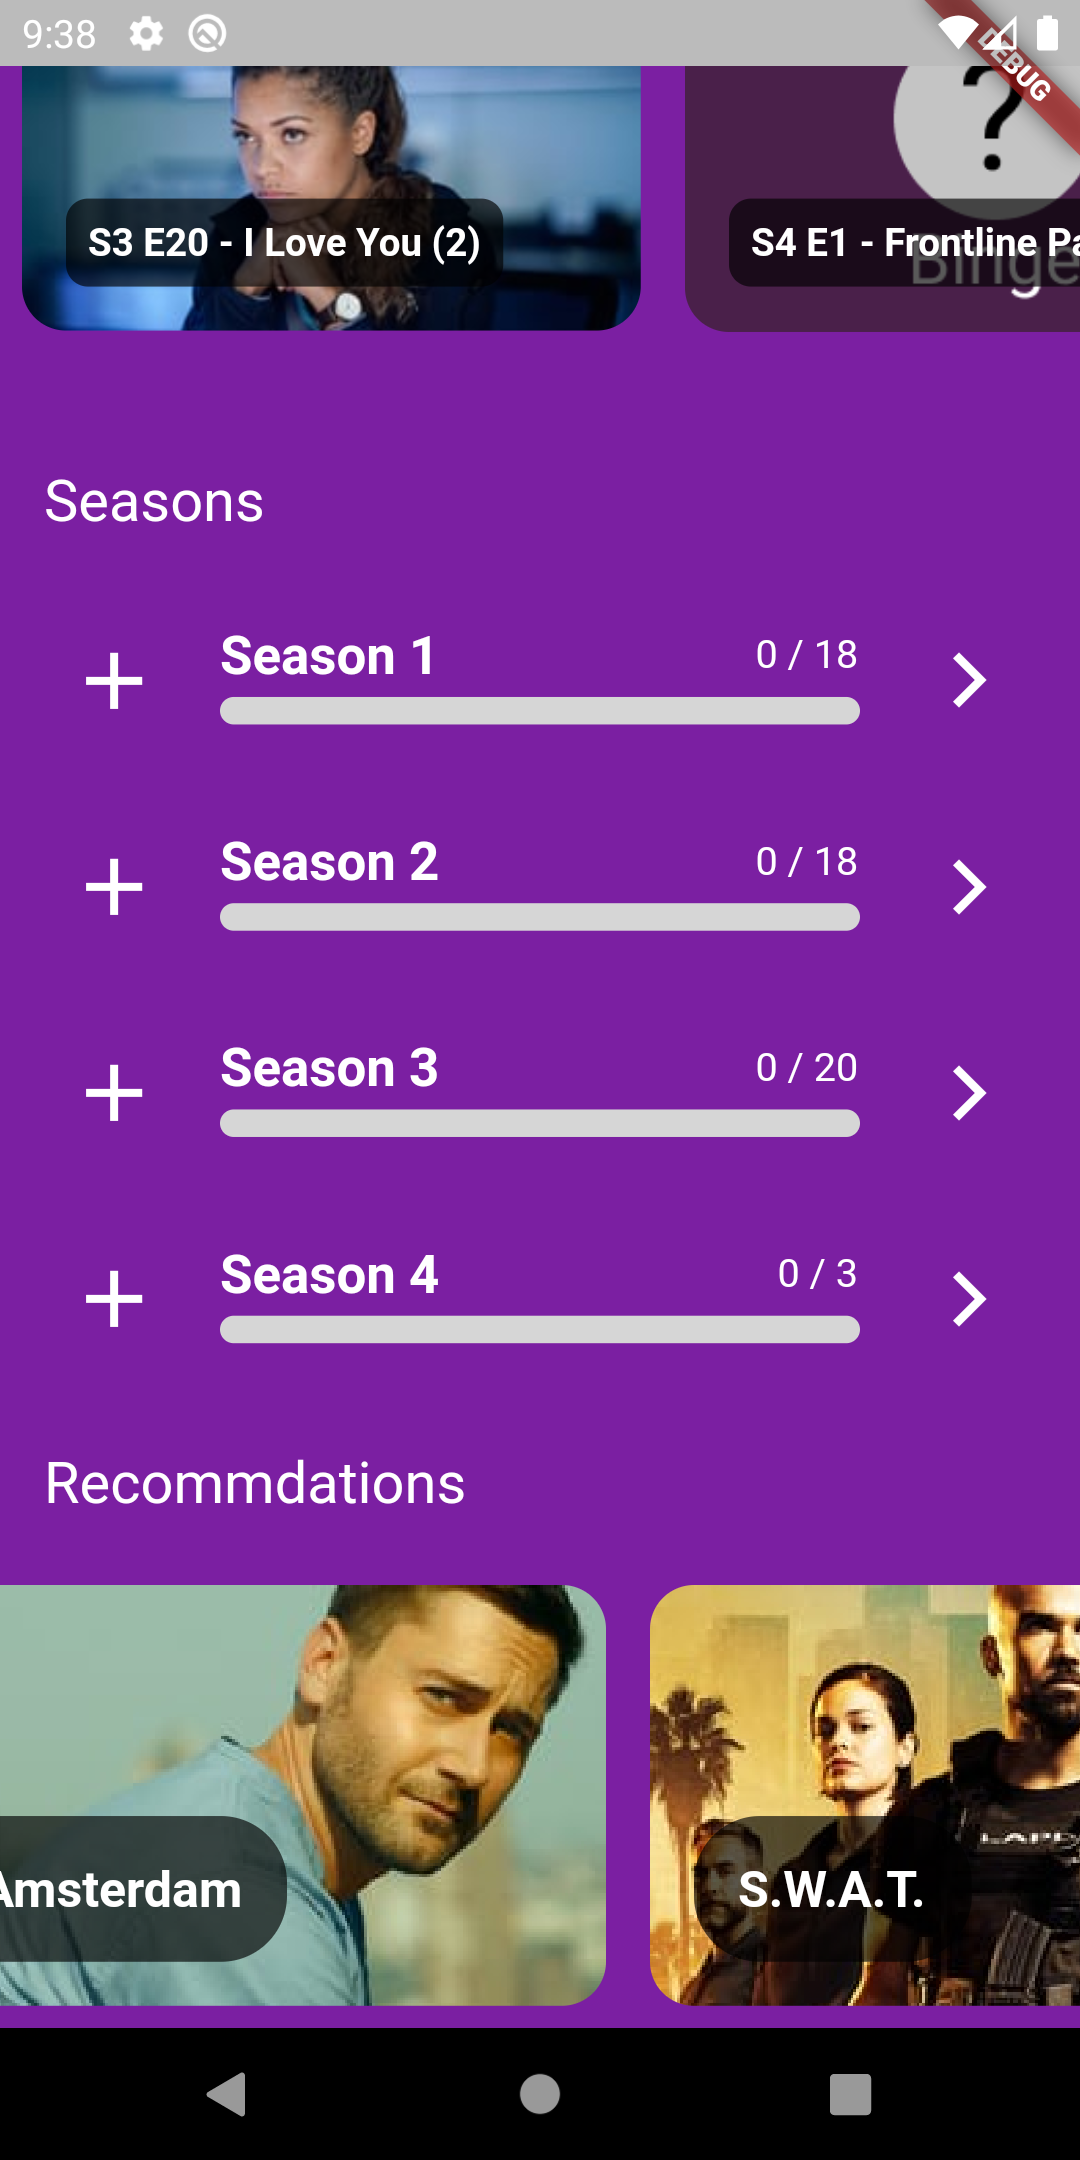 9:38
DEBUG
S3 E20 - I Love You (2)
S4 E1 - Frontline Pa
Binge
Seasons
Season 1
0 / 18
Season 2
0 / 18
Season 3
0 / 20
Season 4
0 / 3
Recommdations
Amsterdam
S.W.A.T.